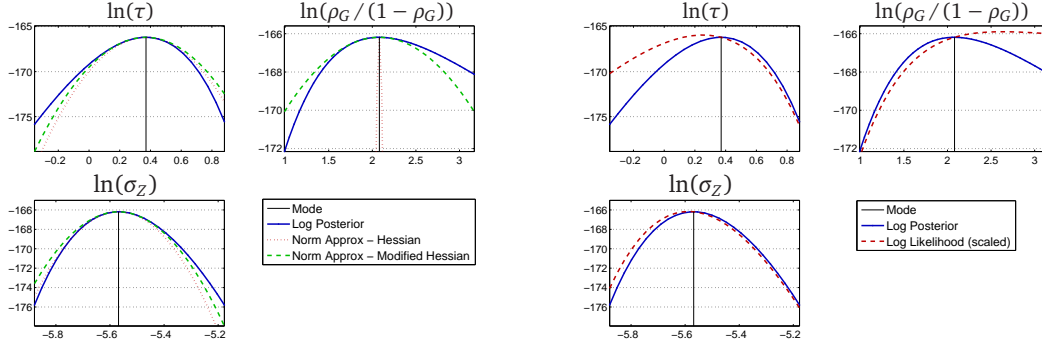 ln(τ) ln(ρ_G/(1 − ρ_G)) ln(τ) ln(ρ_G/(1 − ρ_G))
−165
−170
−175
−0.2 0 0.2 0.4 0.6 0.8
−166
−168
−170
−172
1 1.5 2 2.5 3
−165
−170
−175
−0.2 0 0.2 0.4 0.6 0.8
−166
−168
−170
−172
1 1.5 2 2.5 3
ln(σ_Z)
−166
−168
−170
−172
−174
−176
−5.8 −5.6 −5.4 −5.2
Mode
Log Posterior
Norm Approx − Hessian
Norm Approx − Modified Hessian
ln(σ_Z)
−166
−168
−170
−172
−174
−176
−5.8 −5.6 −5.4 −5.2
Mode
Log Posterior
Log Likelihood (scaled)